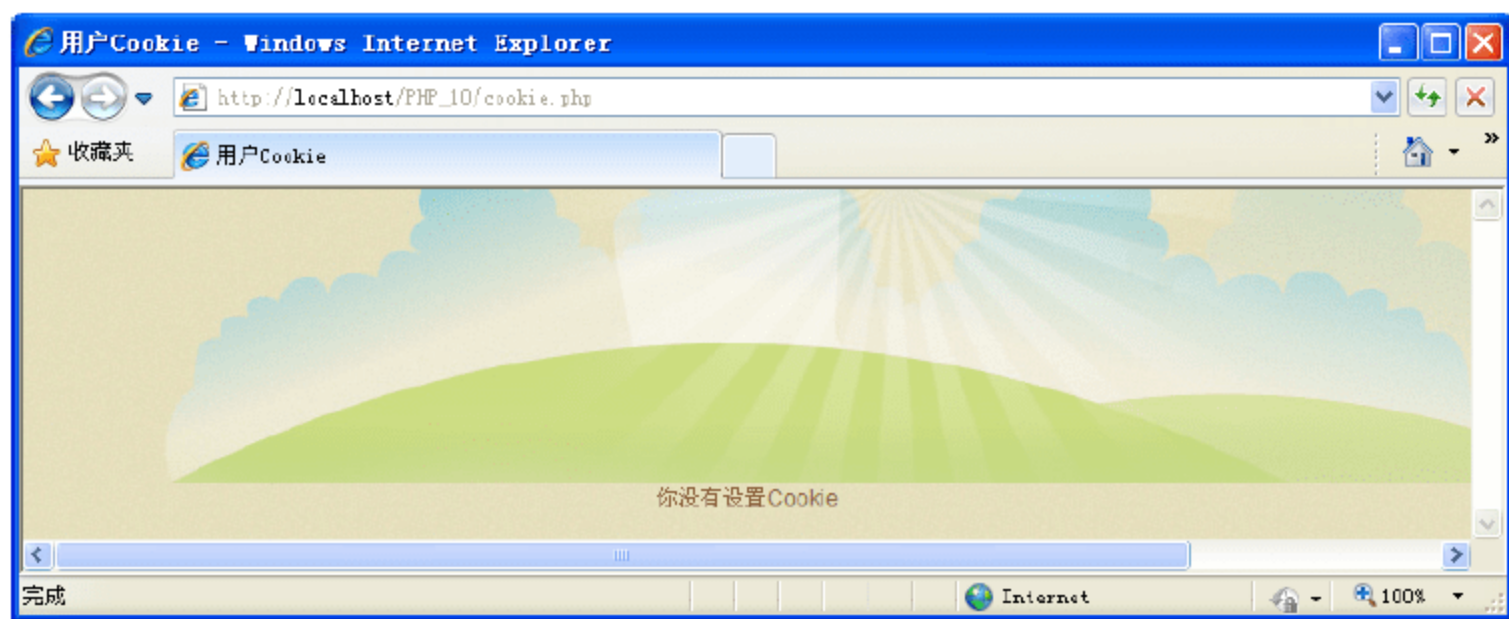 用户Cookie - Windows Internet Explorer
http://localhost/PHP_10/cookie.php
收藏夹
用户Cookie
»
你没有设置Cookie
完成
Internet
100%